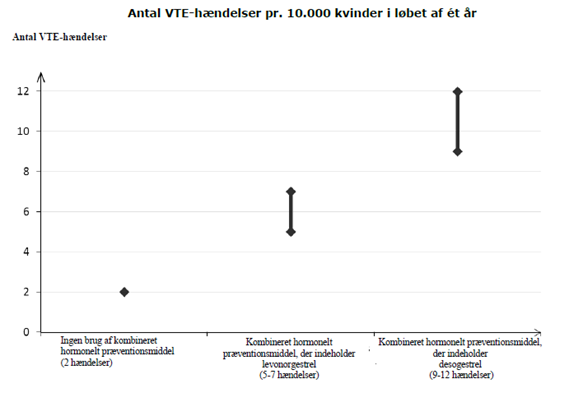 Antal VTE-hændelser pr. 10.000 kvinder i løbet af ét år
Antal VTE-hændelser
12
10
8
6
4
2
0
Ingen brug af kombineret
hormonelt præventionsmiddel
(2 hændelser)
Kombineret hormonelt
præventionsmiddel, der indeholder
levonorgestrel
(5-7 hændelser)
Kombineret hormonelt præventionsmiddel,
der indeholder
desogestrel
(9-12 hændelser)